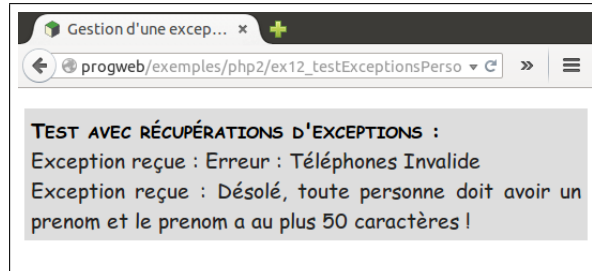 Gestion d'une excep... ×
progweb/exemples/php2/ex12_testExceptionsPerso
TEST AVEC RÉCUPÉRATIONS D'EXCEPTIONS :
Exception reçue : Erreur : Téléphones Invalide
Exception reçue : Désolé, toute personne doit avoir un
prenom et le prenom a au plus 50 caractères !